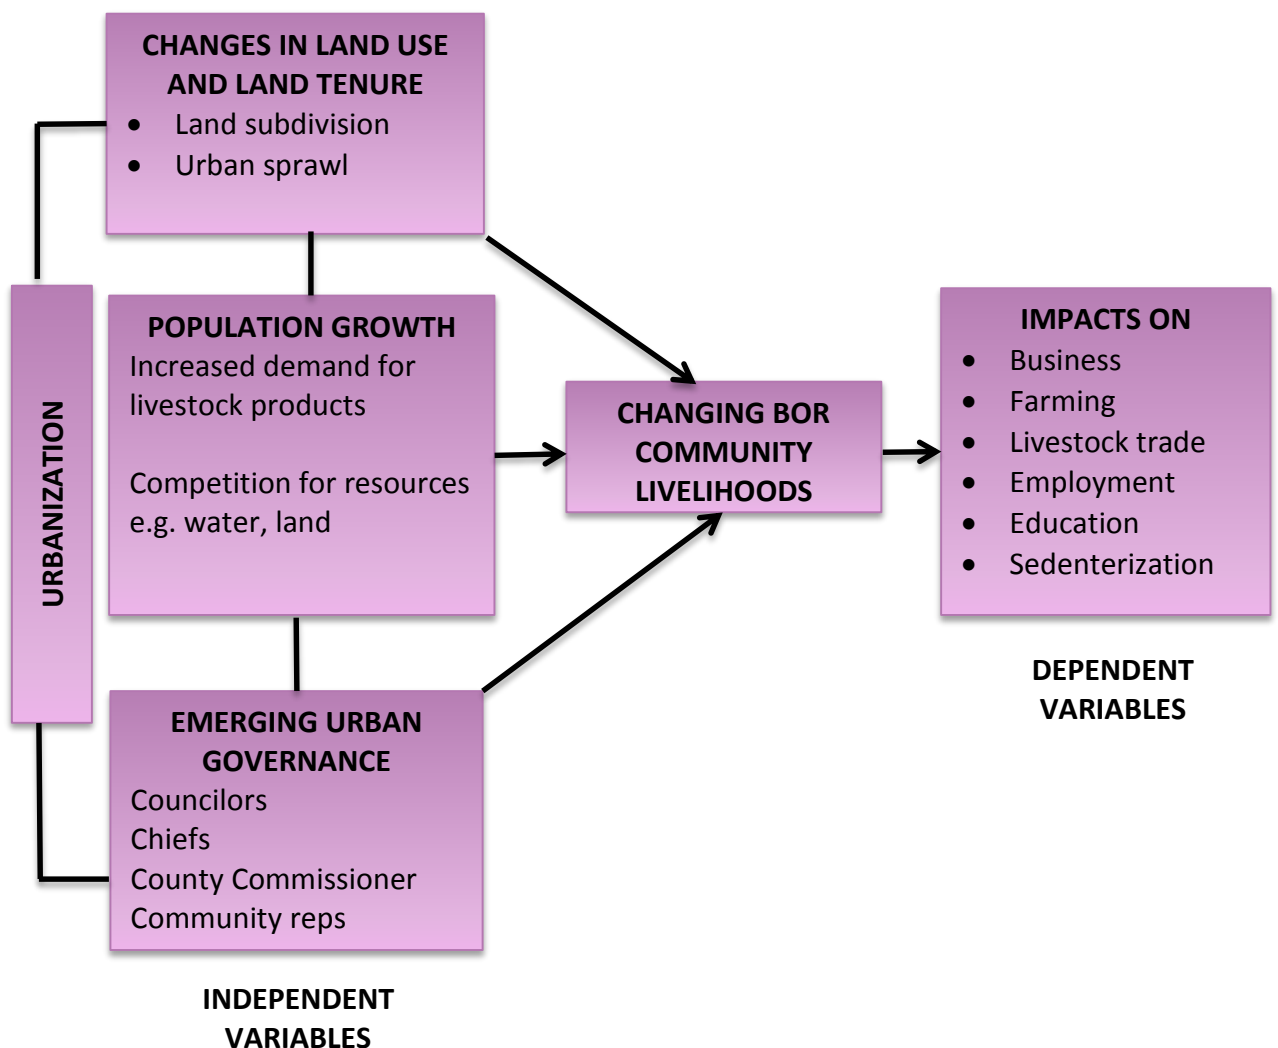 CHANGES IN LAND USE
AND LAND TENURE
• Land subdivision
• Urban sprawl
URBANIZATION
POPULATION GROWTH
Increased demand for
livestock products
Competition for resources
e.g. water, land
EMERGING URBAN
GOVERNANCE
Councilors
Chiefs
County Commissioner
Community reps
INDEPENDENT
VARIABLES
CHANGING BOR
COMMUNITY
LIVELIHOODS
IMPACTS ON
• Business
• Farming
• Livestock trade
• Employment
• Education
• Sedenterization
DEPENDENT
VARIABLES